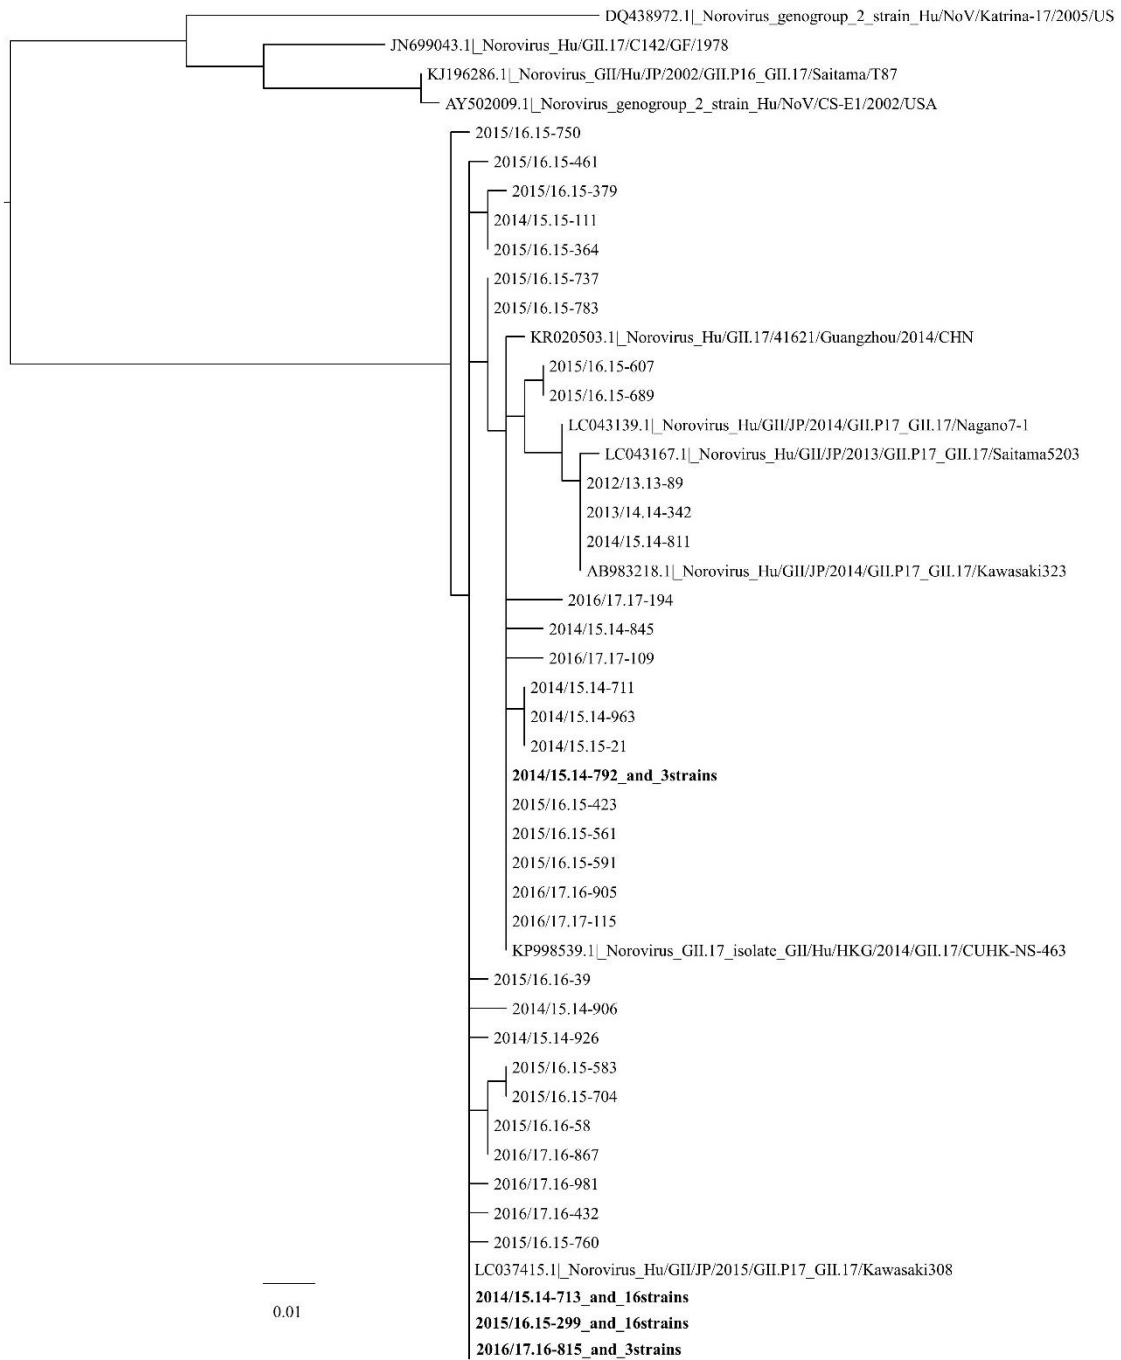 DQ438972.1|_Norovirus_genogroup_2_strain_Hu/NoV/Katrina-17/2005/US
JN699043.1|_Norovirus_Hu/GII.17/C142/GF/1978
KJ196286.1|_Norovirus_GII/Hu/JP/2002/GII.P16_GII.17/Saitama/T87
AY502009.1|_Norovirus_genogroup_2_strain_Hu/NoV/CS-E1/2002/USA
2015/16.15-750
2015/16.15-461
2015/16.15-379
2014/15.15-111
2015/16.15-364
2015/16.15-737
2015/16.15-783
KR020503.1|_Norovirus_Hu/GII.17/41621/Guangzhou/2014/CHN
2015/16.15-607
2015/16.15-689
LC043139.1|_Norovirus_Hu/GII/JP/2014/GII.P17_GII.17/Nagano7-1
LC043167.1|_Norovirus_Hu/GII/JP/2013/GII.P17_GII.17/Saitama5203
2012/13.13-89
2013/14.14-342
2014/15.14-811
AB983218.1|_Norovirus_Hu/GII/JP/2014/GII.P17_GII.17/Kawasaki323
2016/17.17-194
2014/15.14-845
2016/17.17-109
2014/15.14-711
2014/15.14-963
2014/15.15-21
2014/15.14-792_and_3strains
2015/16.15-423
2015/16.15-561
2015/16.15-591
2016/17.16-905
2016/17.17-115
KP998539.1|_Norovirus_GII.17_isolate_GII/Hu/HKG/2014/GII.17/CUHK-NS-463
2015/16.16-39
2014/15.14-906
2014/15.14-926
2015/16.15-583
2015/16.15-704
2015/16.16-58
2016/17.16-867
2016/17.16-981
2016/17.16-432
2015/16.15-760
LC037415.1|_Norovirus_Hu/GII/JP/2015/GII.P17_GII.17/Kawasaki308
2014/15.14-713_and_16strains
0.01
2015/16.15-299_and_16strains
2016/17.16-815_and_3strains